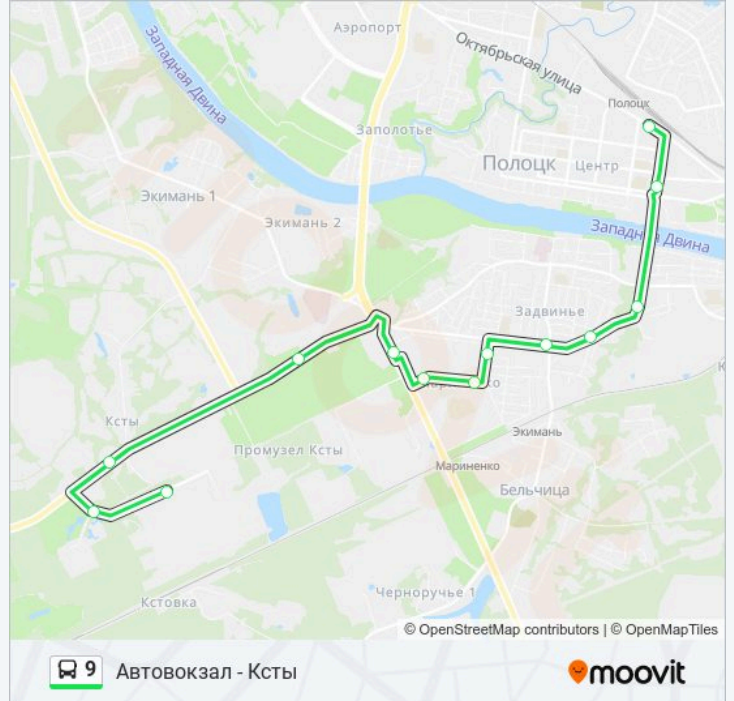 Аэропорт
Октябрьская улица
Западная Двина
Полоцк
Заполотье
Полоцк
Центр
Экимань 1
Экимань 2
Западная Двина
Задвинье
Ксты
Экимань
Промузел Ксты
Мариненко
Бельчица
Черноручье 1
Кстовка
© OpenStreetMap contributors | © OpenMapTiles
9 Автовокзал - Ксты
moovit